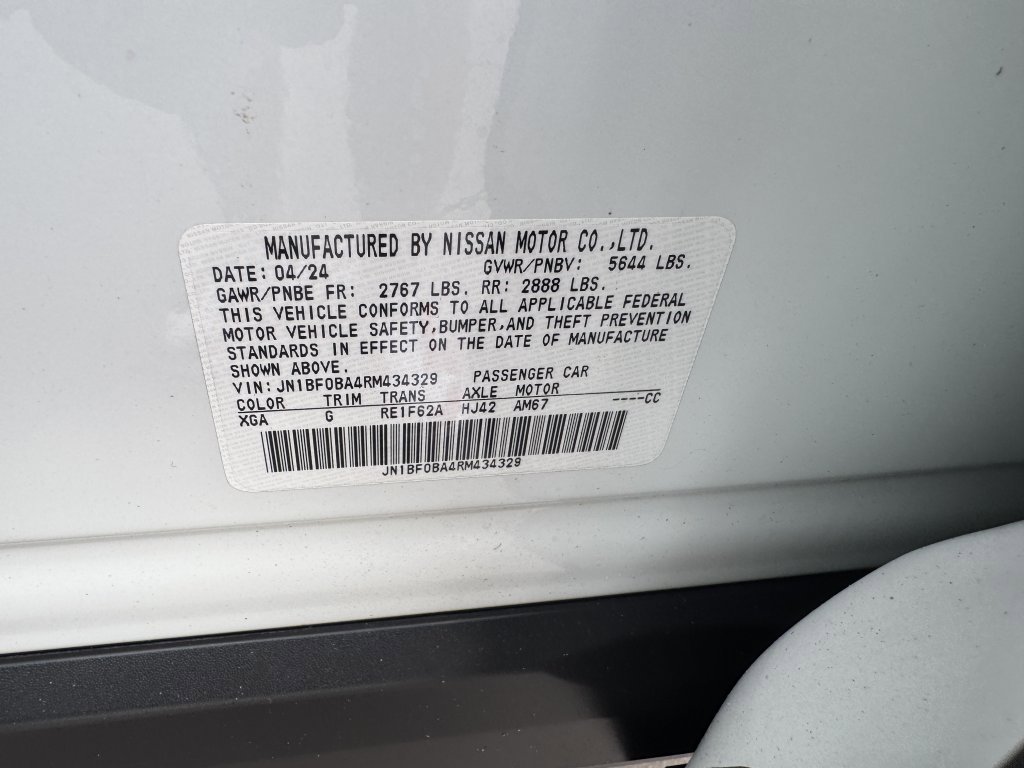 MANUFACTURED BY NISSAN MOTOR CO.,LTD.
DATE: 04/24 GVWR/PNBV: 5644 LBS.
GAWR/PNBE FR: 2767 LBS. RR: 2888 LBS.
THIS VEHICLE CONFORMS TO ALL APPLICABLE FEDERAL
MOTOR VEHICLE SAFETY,BUMPER,AND THEFT PREVENTION
STANDARDS IN EFFECT ON THE DATE OF MANUFACTURE
SHOWN ABOVE.
VIN: JN1BF0BA4RM434329 PASSENGER CAR
COLOR TRIM TRANS AXLE MOTOR
XGA G RE1F62A HJ42 AM67 ----CC
JN1BF0BA4RM434329